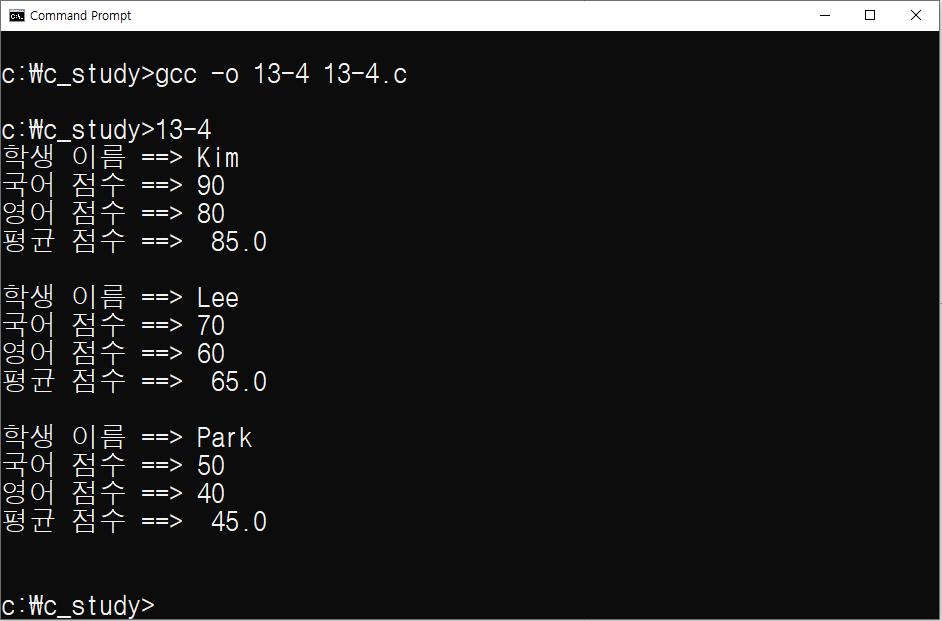 Command Prompt
c:₩c_study>gcc -o 13-4 13-4.c
c:₩c_study>13-4
학생 이름 ==> Kim
국어 점수 ==> 90
영어 점수 ==> 80
평균 점수 ==>  85.0
학생 이름 ==> Lee
국어 점수 ==> 70
영어 점수 ==> 60
평균 점수 ==>  65.0
학생 이름 ==> Park
국어 점수 ==> 50
영어 점수 ==> 40
평균 점수 ==>  45.0
c:₩c_study>